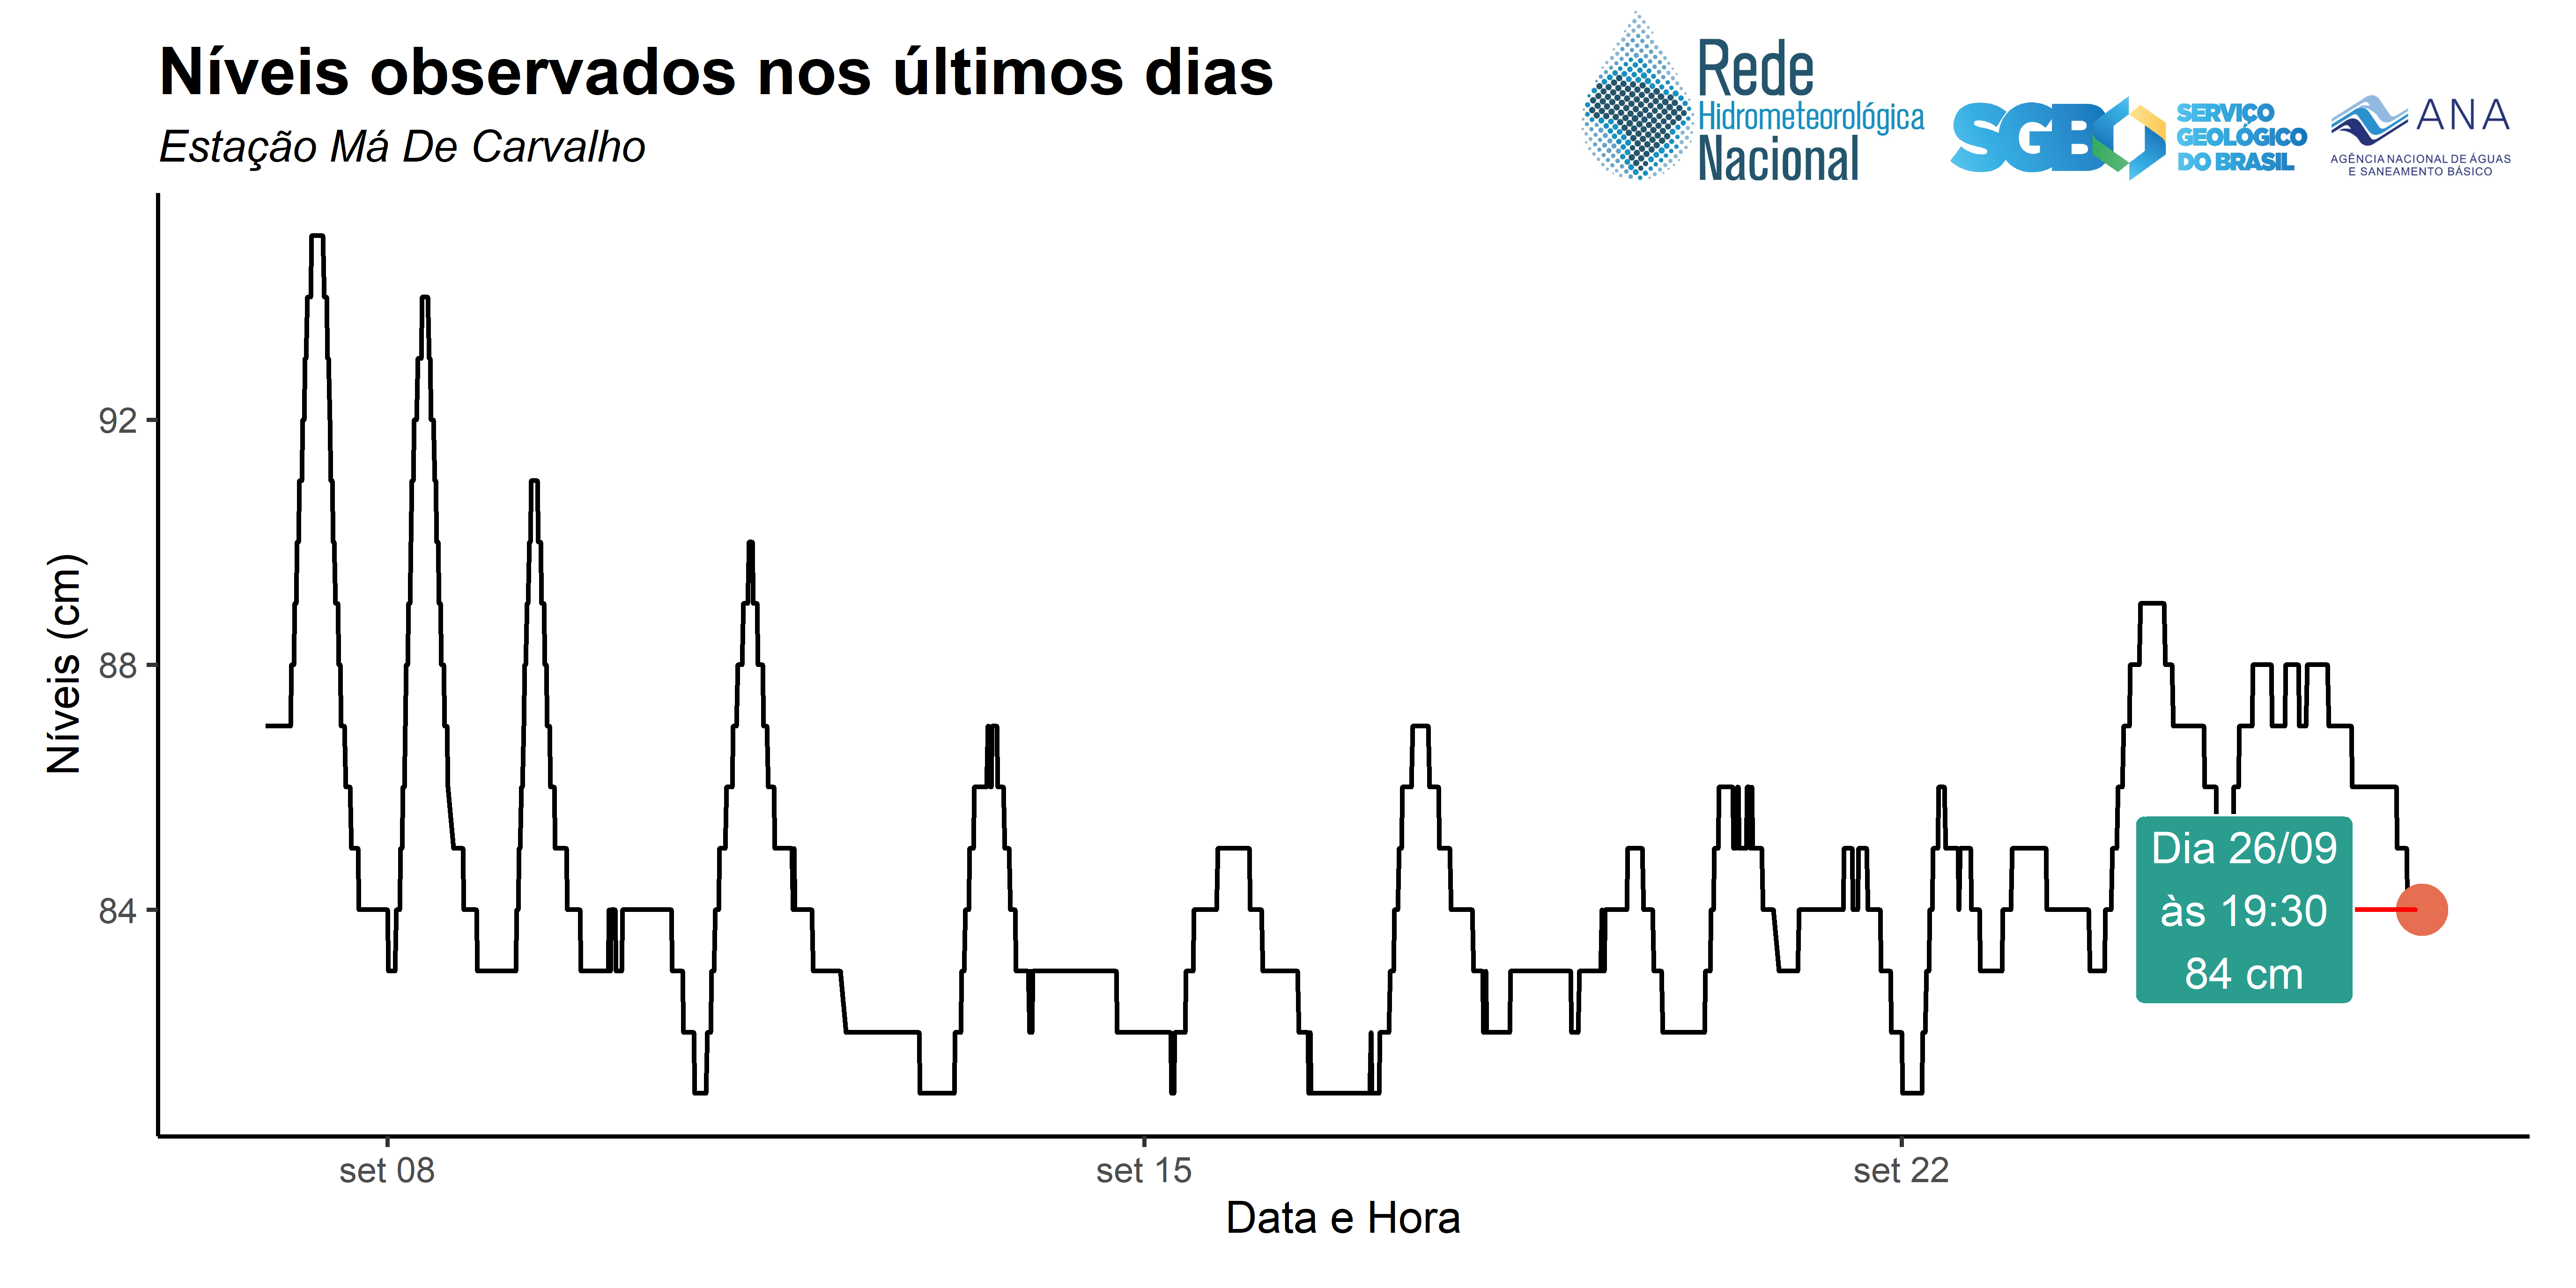 Níveis observados nos últimos dias
Estação Má De Carvalho
Rede
Hidrometeorológica
Nacional
SGB
SERVIÇO
GEOLÓGICO
DO BRASIL
ANA
AGÊNCIA NACIONAL DE ÁGUAS
E SANEAMENTO BÁSICO
Níveis (cm)
92
88
84
Dia 26/09
às 19:30
84 cm
set 08
set 15
set 22
Data e Hora